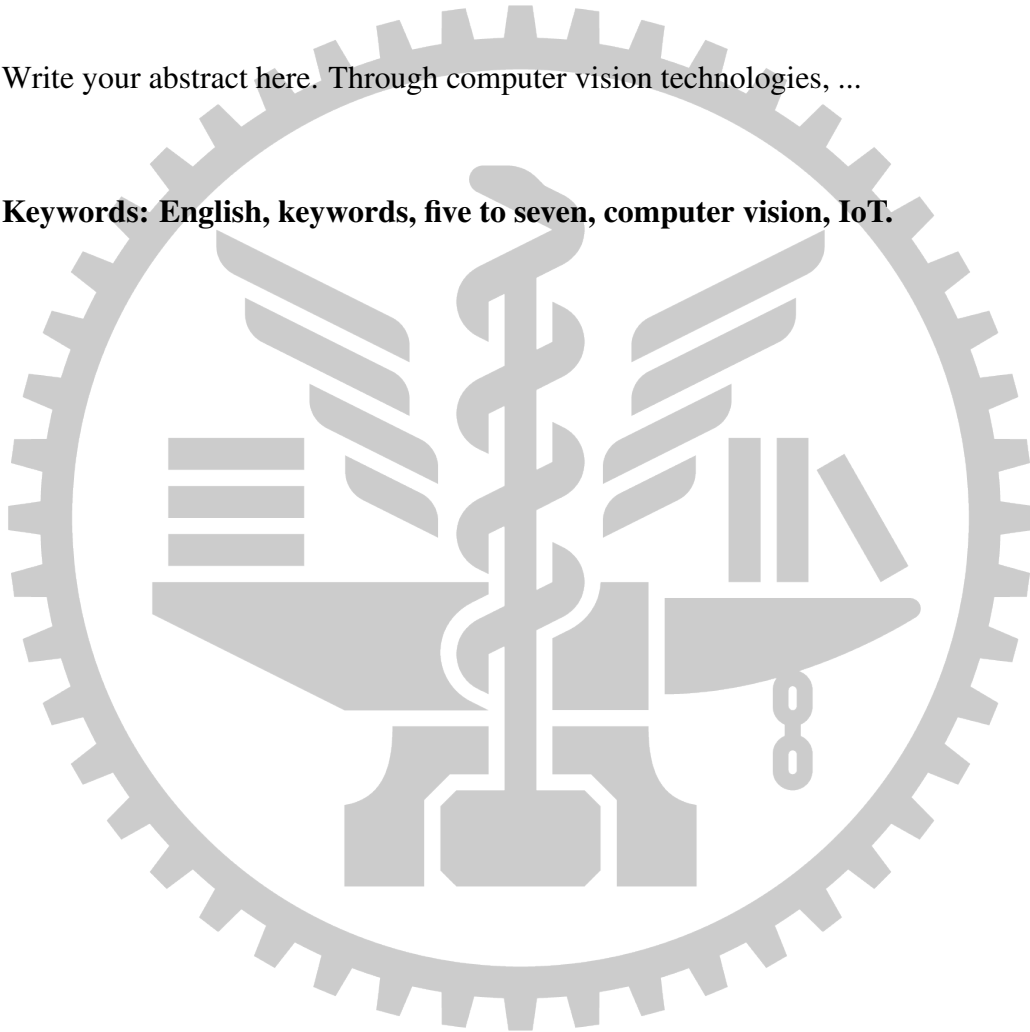 Write your abstract here. Through computer vision technologies, ...
Keywords: English, keywords, five to seven, computer vision, IoT.